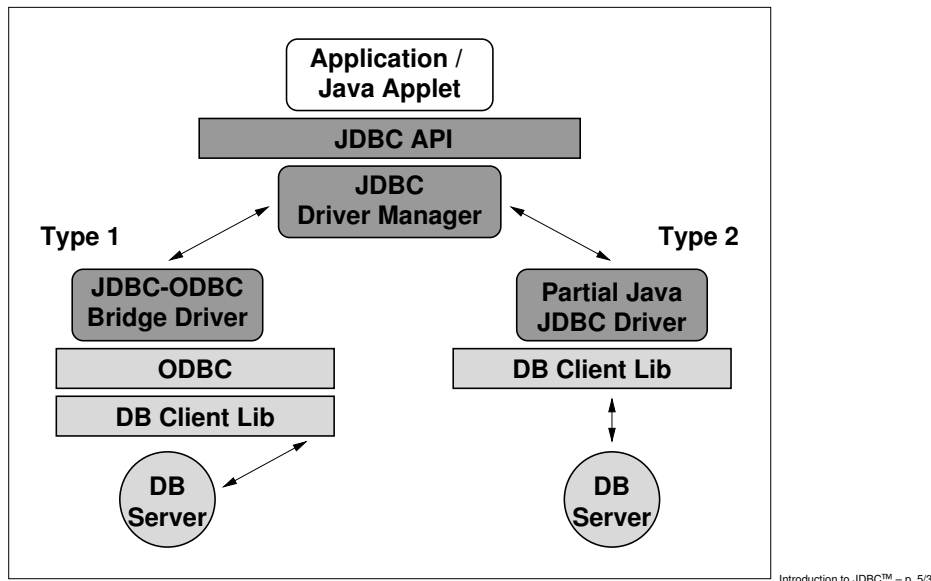 Application /
Java Applet
JDBC API
JDBC
Driver Manager
Type 1
Type 2
JDBC-ODBC
Bridge Driver
Partial Java
JDBC Driver
ODBC
DB Client Lib
DB Client Lib
DB
Server
DB
Server
Introduction to JDBC™ – p. 5/3